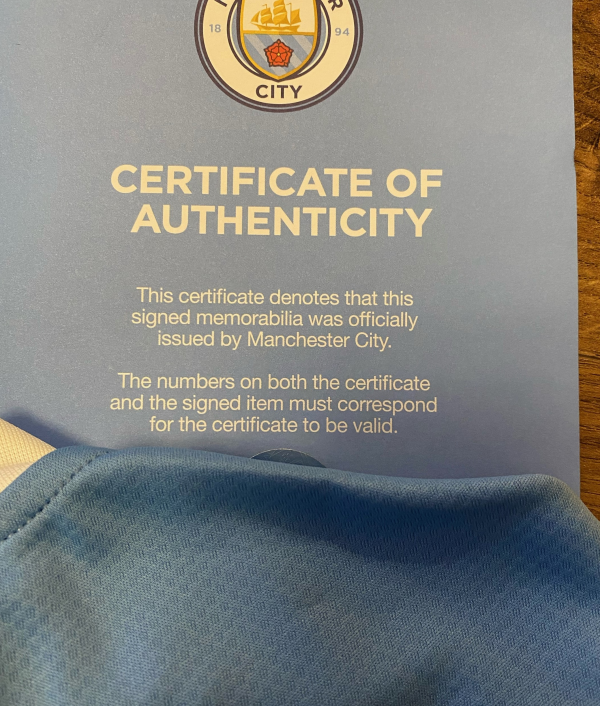 18 94
CITY
CERTIFICATE OF
AUTHENTICITY
This certificate denotes that this
signed memorabilia was officially
issued by Manchester City.
The numbers on both the certificate
and the signed item must correspond
for the certificate to be valid.